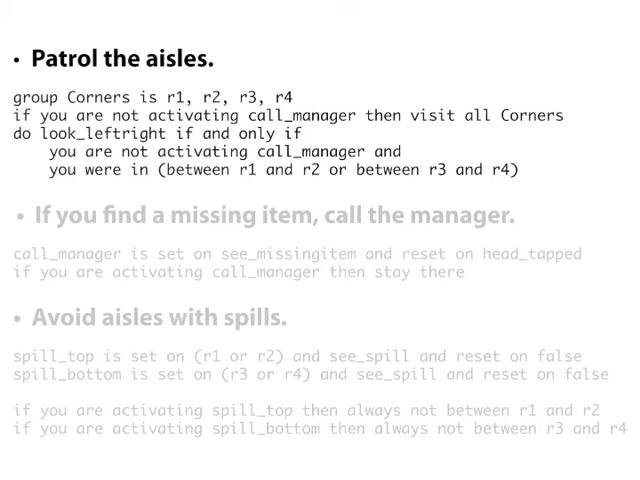 • Patrol the aisles.
group Corners is r1, r2, r3, r4
if you are not activating call_manager then visit all Corners
do look_leftright if and only if
you are not activating call_manager and
you were in (between r1 and r2 or between r3 and r4)
• If you find a missing item, call the manager.
call_manager is set on see_missingitem and reset on head_tapped
if you are activating call_manager then stay there
• Avoid aisles with spills.
spill_top is set on (r1 or r2) and see_spill and reset on false
spill_bottom is set on (r3 or r4) and see_spill and reset on false
if you are activating spill_top then always not between r1 and r2
if you are activating spill_bottom then always not between r3 and r4